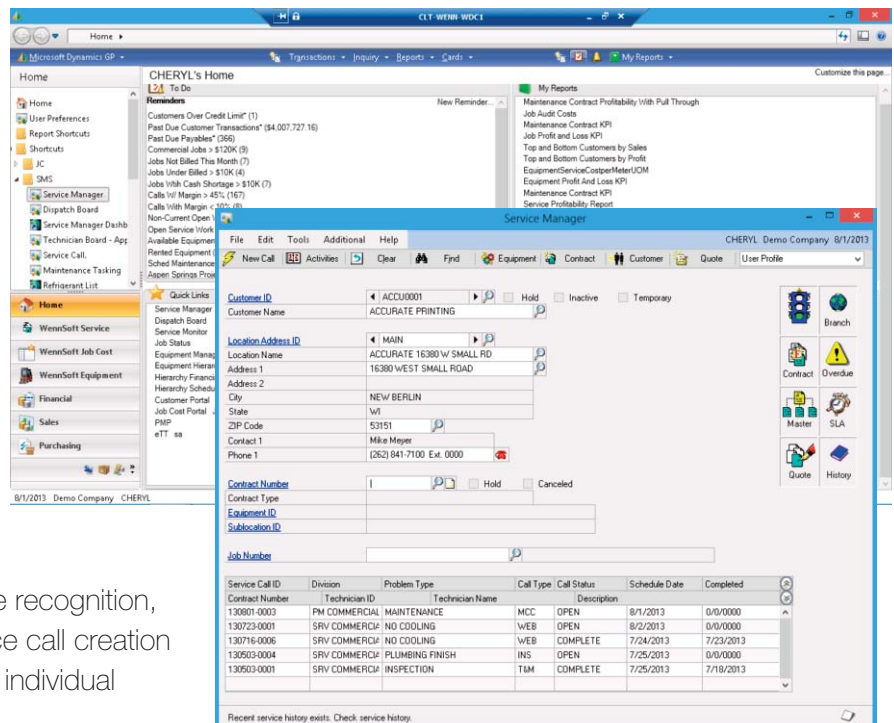 CLT-WENN-WDC1
Home
Microsoft Dynamics GP
Transactions Inquiry Reports Cards
My Reports
Home
Home
User Preferences
Report Shortcuts
Shortcuts
JC
SMS
Service Manager
Dispatch Board
Service Manager Dashb
Technician Board - App
Service Call,
Maintenance Tasking
Refrigerant List
Home
WennSoft Service
WennSoft Job Cost
WennSoft Equipment
Financial
Sales
Purchasing
8/1/2013 Demo Company CHERYL
CHERYL's Home
Customize this page...
To Do
Reminders
New Reminder...
Customers Over Credit Limit* (1)
Past Due Customer Transactions* ($4,007,727.16)
Past Due Payables* (366)
Commercial Jobs > $120K (9)
Jobs Not Billed This Month (7)
Jobs Under Billed > $10K (4)
Jobs With Cash Shortage > $10K (7)
Calls W/ Margin > 45% (167)
Calls With Margin < 10% (8)
Non-Current Open
Open Service Work
Available Equipmen
Rented Equipment (
Sched Maintenance
Aspen Springs Proje
Quick Links
Service Manager
Dispatch Board
Service Monitor
Job Status
Equipment Manag
Equipment Hierarc
Hierarchy Financi
Hierarchy Schedu
Customer Portal
Job Cost Portal
PMP
My Reports
Maintenance Contract Profitability With Pull Through
Job Audit Costs
Maintenance Contract KPI
Job Profit and Loss KPI
Top and Bottom Customers by Sales
Top and Bottom Customers by Profit
EquipmentServiceCostperMeterUOM
Equipment Profit And Loss KPI
Maintenance Contract KPI
Service Profitability Report
Service Manager
File Edit Tools Additional Help
CHERYL Demo Company 8/1/2013
New Call Activities Clear Find Equipment Contract Customer Quote User Profile
Customer ID ACCU0001 Hold Inactive Temporary
Customer Name ACCURATE PRINTING
Location Address ID MAIN
Location Name ACCURATE 16380 W SMALL RD
Address 1 16380 WEST SMALL ROAD
Address 2
City NEW BERLIN
State WI
ZIP Code 53151
Contact 1 Mike Meyer
Phone 1 (262) 841-7100 Ext. 0000
Contract Number Hold Canceled
Contract Type
Equipment ID
Sublocation ID
Job Number
Branch
Contract Overdue
Master SLA
Quote History
Service Call ID Division Problem Type Call Type Call Status Schedule Date Completed
Contract Number Technician ID Technician Name Description
130801-0003 PM COMMERCIAL MAINTENANCE MCC OPEN 8/1/2013 0/0/0000
130723-0001 SRV COMMERCIA NO COOLING WEB OPEN 8/2/2013 0/0/0000
130716-0006 SRV COMMERCIA NO COOLING WEB COMPLETE 7/24/2013 7/23/2013
130503-0004 SRV COMMERCIA PLUMBING FINISH INS OPEN 7/25/2013 0/0/0000
130503-0001 SRV COMMERCIA INSPECTION T&M COMPLETE 7/25/2013 7/18/2013
Recent service history exists. Check service history.
e recognition,
ce call creation
individual